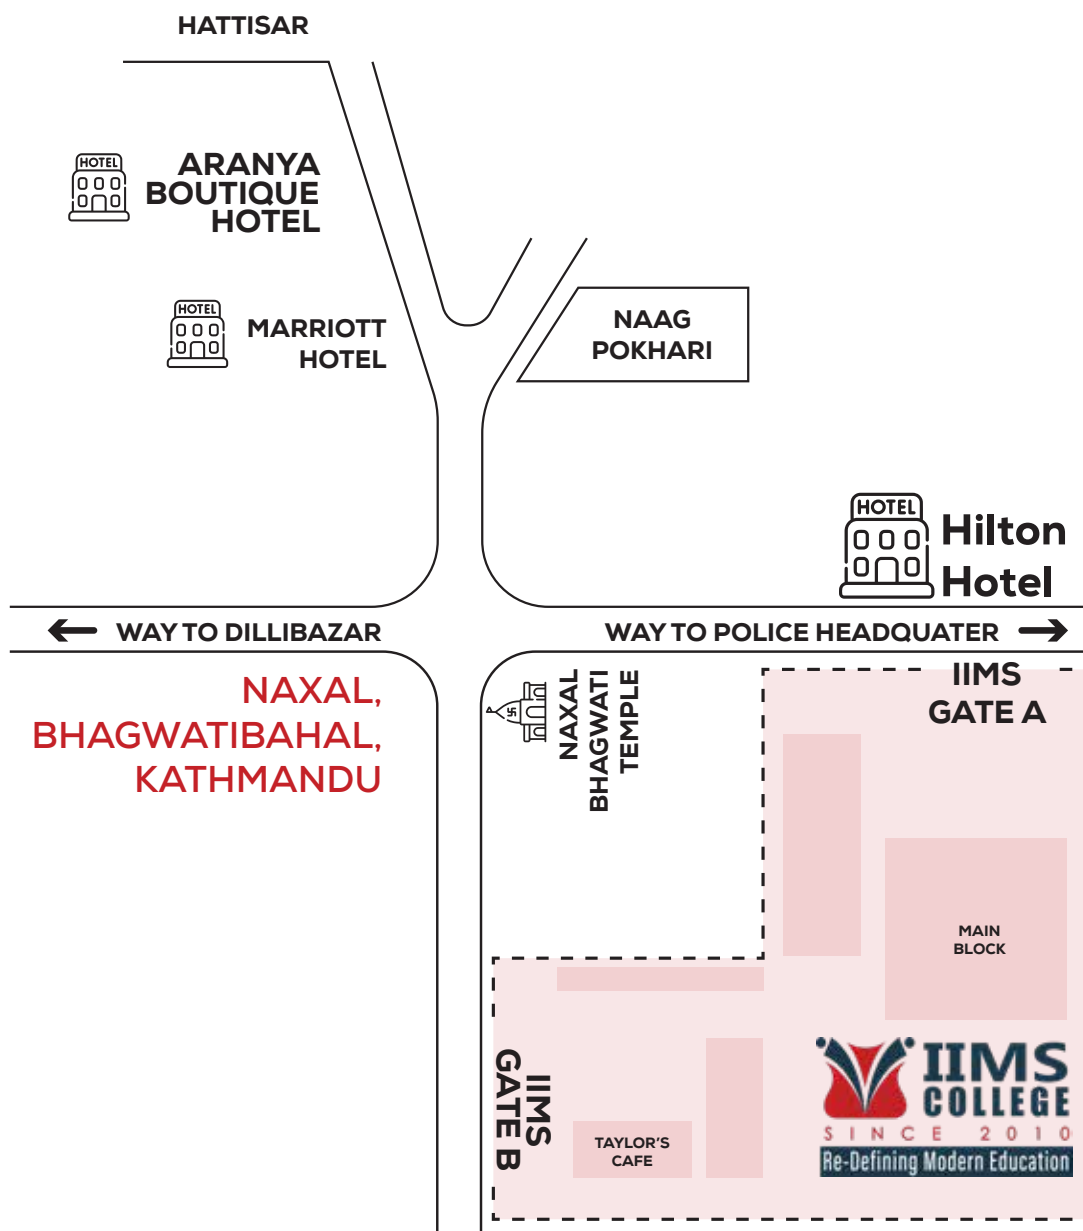 HATTISAR
HOTEL
ARANYA
BOUTIQUE
HOTEL
HOTEL
MARRIOTT
HOTEL
NAAG
POKHARI
HOTEL
Hilton
Hotel
WAY TO DILLIBAZAR
WAY TO POLICE HEADQUATER
NAXAL,
BHAGWATIBAHAL,
KATHMANDU
NAXAL
BHAGWATI
TEMPLE
IIMS
GATE A
MAIN
BLOCK
IIMS
GATE B
TAYLOR'S
CAFE
IIMS
COLLEGE
SINCE 2010
Re-Defining Modern Education